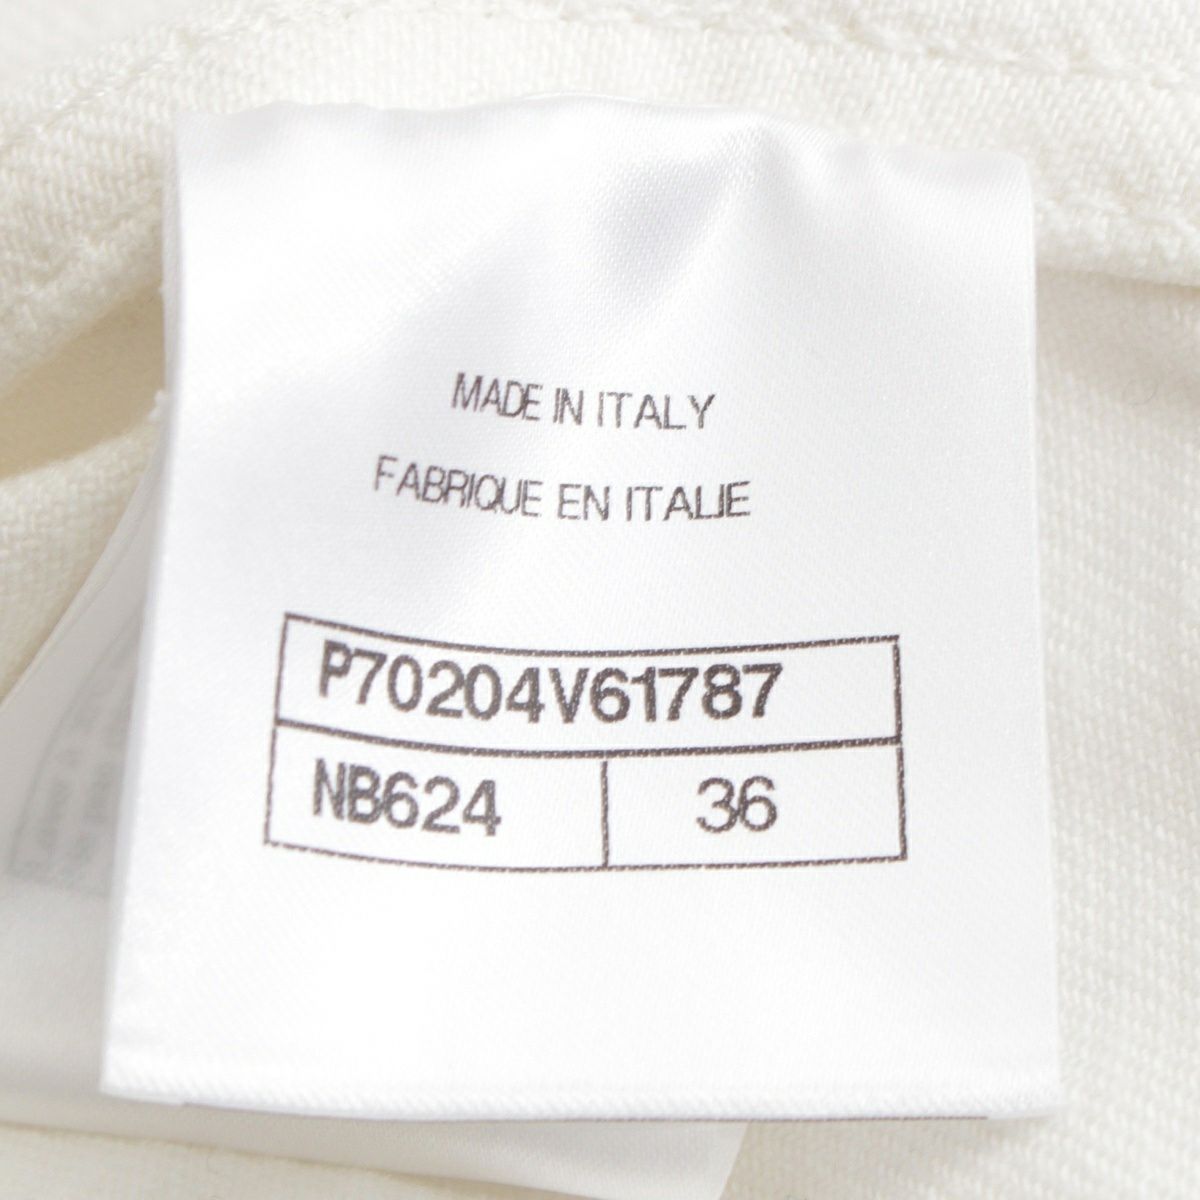 MADE IN ITALY
FABRIQUE EN ITALIE
P70204V61787
NB624 36